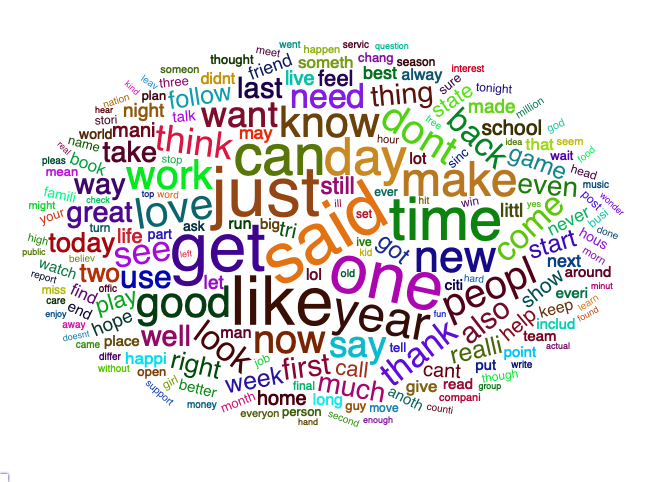 went happen servic
meet question
thought someth chang season
someon friend live feel best alway interest
leav three didnt sure tonight
kind plan follow last need thing state
nation night talk want know made million
hear stori may dont back school god
world mani think idea that seem
name take can day hour sinc free game wait food
real book stop lot head
pleas mean way work just still make even music
famili top word ever hit win post wonder
might check love ill time littl never busi
your great ask run big tri set come hous done
turn part said got start morn
high today life see get left ive new next
public watch two use let lol old kid one citi hard peopl show around
report offic like year everi minut
miss find play good fun also keep learn
care end hope man now say tell help includ found
enjoy away place well look thank team
doesnt came realli point actual
differ happi right job first call cant put though write
without open girl week final much give read group
support better month home long guy anoth compani
money everyon person move counti
hand second enough
yes believ